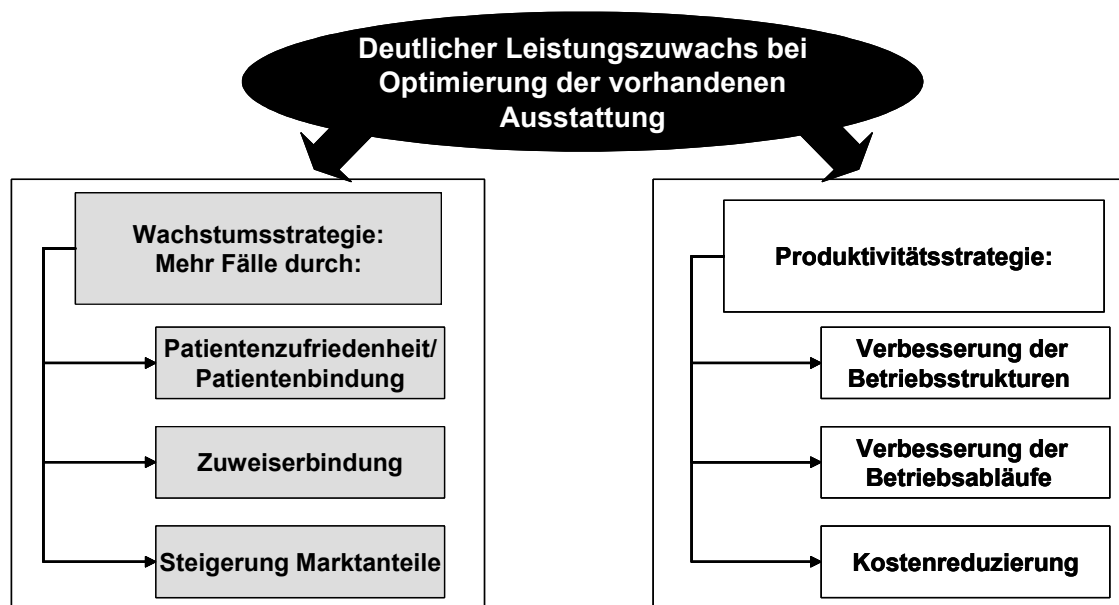 Deutlicher Leistungszuwachs bei
Optimierung der vorhandenen
Ausstattung
Wachstumsstrategie:
Mehr Fälle durch:
Patientenzufriedenheit/
Patientenbindung
Zuweiserbindung
Steigerung Marktanteile
Produktivitätsstrategie:
Verbesserung der
Betriebsstrukturen
Verbesserung der
Betriebsabläufe
Kostenreduzierung